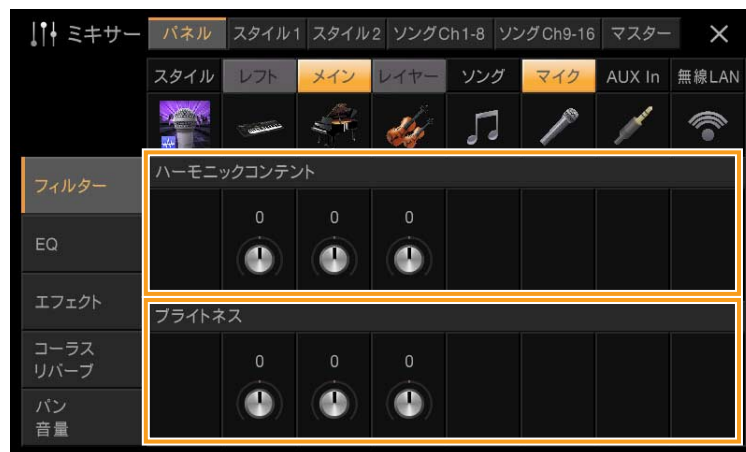 ミキサー パネル スタイル1 スタイル2 ソングCh1-8 ソングCh9-16 マスター ×
スタイル レフト メイン レイヤー ソング マイク AUX In 無線LAN
フィルター
ハーモニックコンテント
0 0 0
EQ
エフェクト
ブライトネス
コーラス
リバーブ
0 0 0
パン
音量